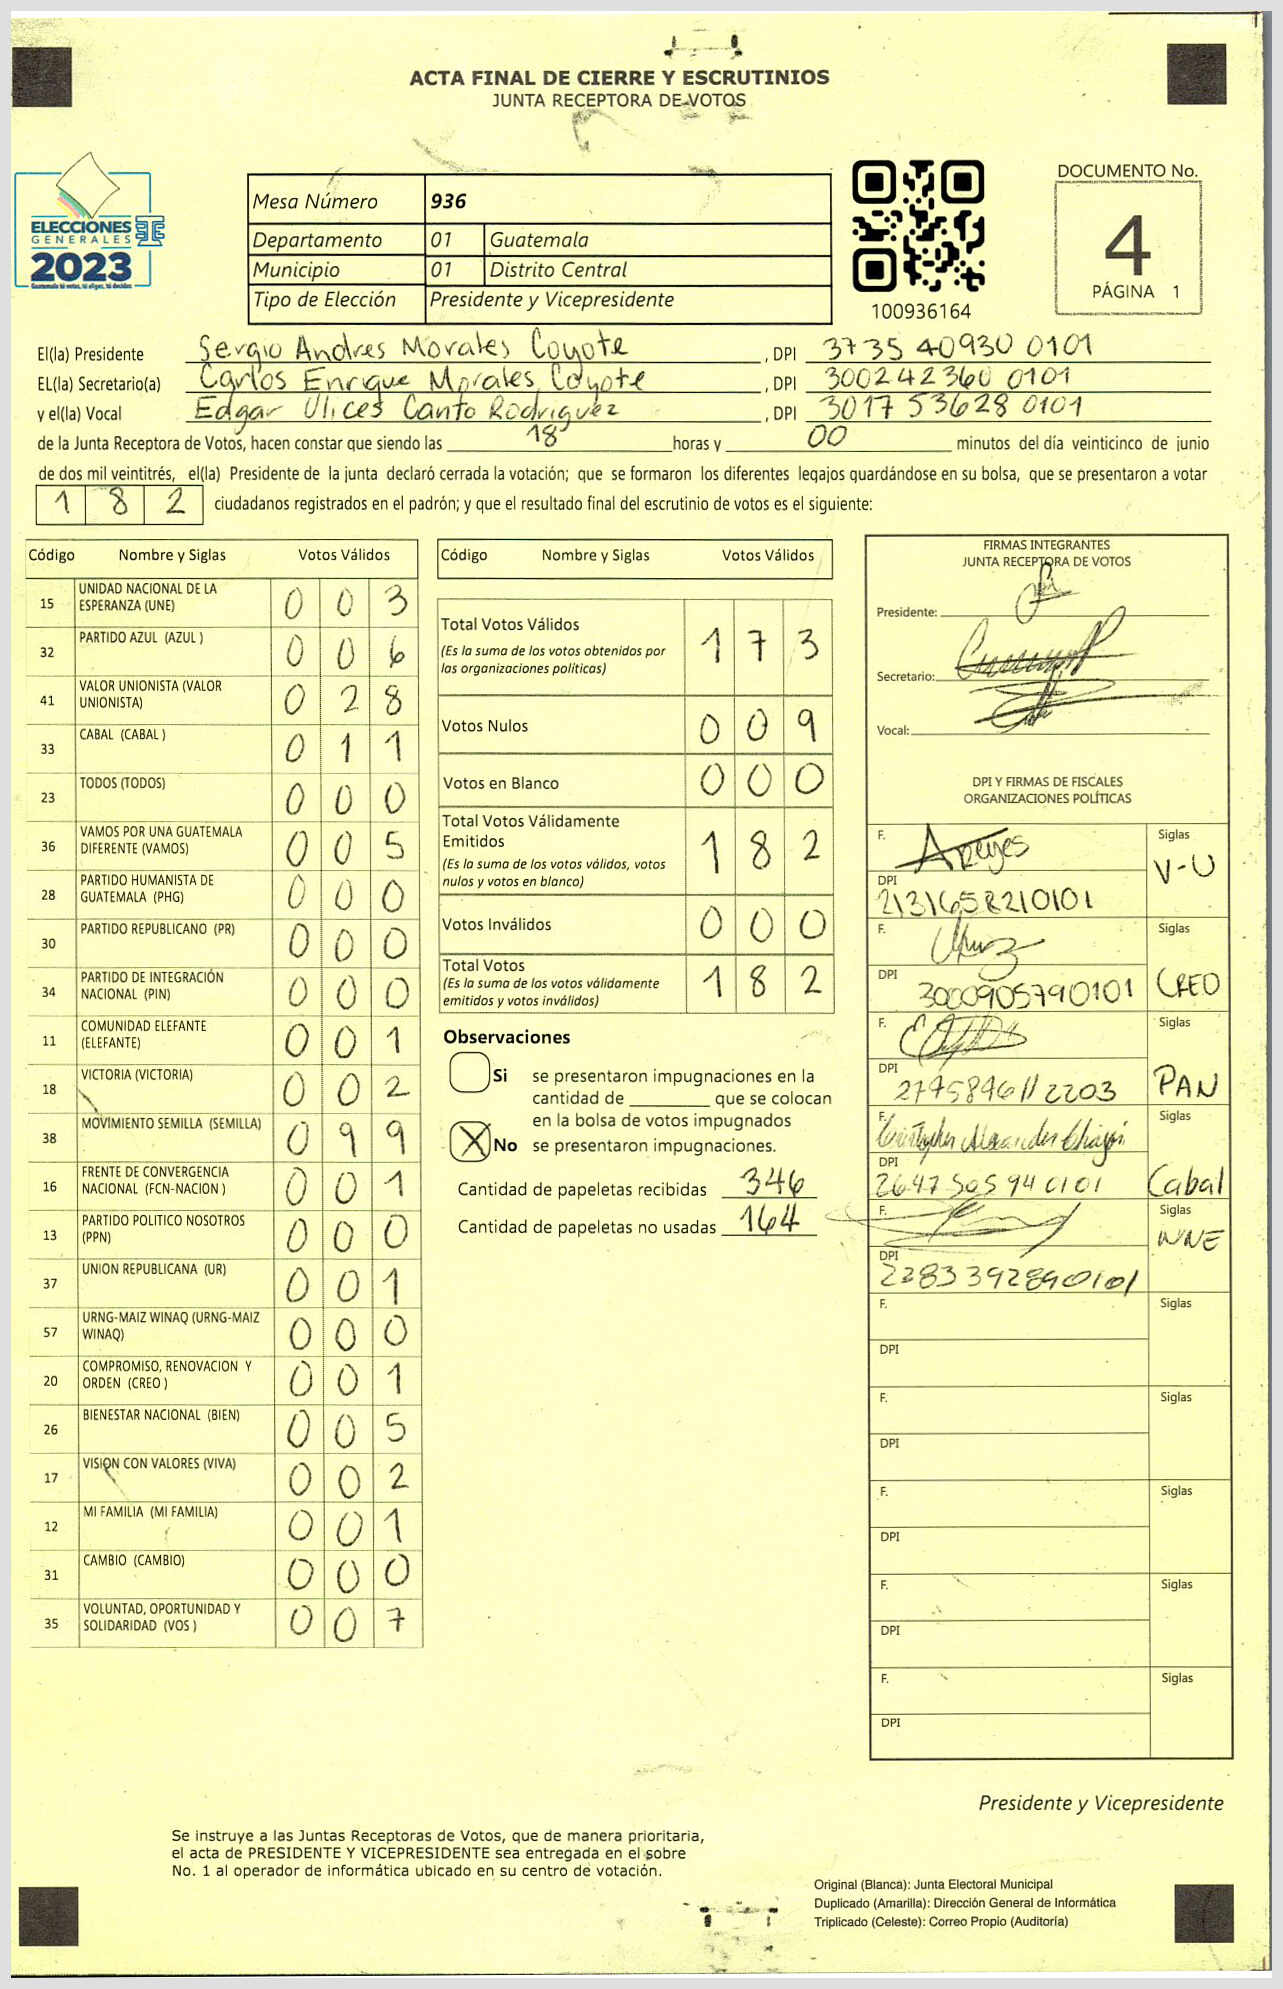 ACTA FINAL DE CIERRE Y ESCRUTINIOS
JUNTA RECEPTORA DE VOTOS
ELECCIONES
GENERALES
2023
Guatemala tú votas, tú eliges, tú decides
Mesa Número 936
Departamento 01 Guatemala
Municipio 01 Distrito Central
Tipo de Elección Presidente y Vicepresidente
100936164
DOCUMENTO No.
4
PÁGINA 1
El(la) Presidente Sergio Andres Morales Coyote, DPI 3735 40930 0101
EL(la) Secretario(a) Carlos Enrique Morales Coyote, DPI 300242360 0101
y el(la) Vocal Edgar Ulices Canto Rodriguez, DPI 3017 53628 0101
de la Junta Receptora de Votos, hacen constar que siendo las 18 horas y 00 minutos del día veinticinco de junio
de dos mil veintitrés, el(la) Presidente de la junta declaró cerrada la votación; que se formaron los diferentes legajos guardándose en su bolsa, que se presentaron a votar
182 ciudadanos registrados en el padrón; y que el resultado final del escrutinio de votos es el siguiente:
Código Nombre y Siglas Votos Válidos
15 UNIDAD NACIONAL DE LA ESPERANZA (UNE) 0 0 3
32 PARTIDO AZUL (AZUL ) 0 0 6
41 VALOR UNIONISTA (VALOR UNIONISTA) 0 2 8
33 CABAL (CABAL ) 0 1 1
23 TODOS (TODOS) 0 0 0
36 VAMOS POR UNA GUATEMALA DIFERENTE (VAMOS) 0 0 5
28 PARTIDO HUMANISTA DE GUATEMALA (PHG) 0 0 0
30 PARTIDO REPUBLICANO (PR) 0 0 0
34 PARTIDO DE INTEGRACIÓN NACIONAL (PIN) 0 0 0
11 COMUNIDAD ELEFANTE (ELEFANTE) 0 0 1
18 VICTORIA (VICTORIA) 0 0 2
38 MOVIMIENTO SEMILLA (SEMILLA) 0 9 9
16 FRENTE DE CONVERGENCIA NACIONAL (FCN-NACION ) 0 0 1
13 PARTIDO POLITICO NOSOTROS (PPN) 0 0 0
37 UNION REPUBLICANA (UR) 0 0 1
57 URNG-MAIZ WINAQ (URNG-MAIZ WINAQ) 0 0 0
20 COMPROMISO, RENOVACION Y ORDEN (CREO ) 0 0 1
26 BIENESTAR NACIONAL (BIEN) 0 0 5
17 VISION CON VALORES (VIVA) 0 0 2
12 MI FAMILIA (MI FAMILIA) 0 0 1
31 CAMBIO (CAMBIO) 0 0 0
35 VOLUNTAD, OPORTUNIDAD Y SOLIDARIDAD (VOS ) 0 0 7
Código Nombre y Siglas Votos Válidos
Total Votos Válidos 1 7 3
(Es la suma de los votos obtenidos por
las organizaciones políticas)
Votos Nulos 0 0 9
Votos en Blanco 0 0 0
Total Votos Válidamente
Emitidos 1 8 2
(Es la suma de los votos válidos, votos
nulos y votos en blanco)
Votos Inválidos 0 0 0
Total Votos 1 8 2
(Es la suma de los votos válidamente
emitidos y votos inválidos)
Observaciones
Si se presentaron impugnaciones en la
cantidad de ________ que se colocan
en la bolsa de votos impugnados
X No se presentaron impugnaciones.
Cantidad de papeletas recibidas 346
Cantidad de papeletas no usadas 164
FIRMAS INTEGRANTES
JUNTA RECEPTORA DE VOTOS
Presidente:
Secretario:
Vocal:
DPI Y FIRMAS DE FISCALES
ORGANIZACIONES POLÍTICAS
F. Siglas V-U
DPI
F. Siglas CREO
DPI 3000905790101
F. Siglas PAN
DPI
F. Cristopher Alexander Chigüí Siglas Cabal
DPI 2647 505 94 0101
F. Siglas UNE
DPI 2283392890101
F. Siglas
DPI
F. Siglas
DPI
F. Siglas
DPI
F. Siglas
DPI
F. Siglas
DPI
Presidente y Vicepresidente
Se instruye a las Juntas Receptoras de Votos, que de manera prioritaria,
el acta de PRESIDENTE Y VICEPRESIDENTE sea entregada en el sobre
No. 1 al operador de informática ubicado en su centro de votación.
Original (Blanca): Junta Electoral Municipal
Duplicado (Amarilla): Dirección General de Informática
Triplicado (Celeste): Correo Propio (Auditoría)